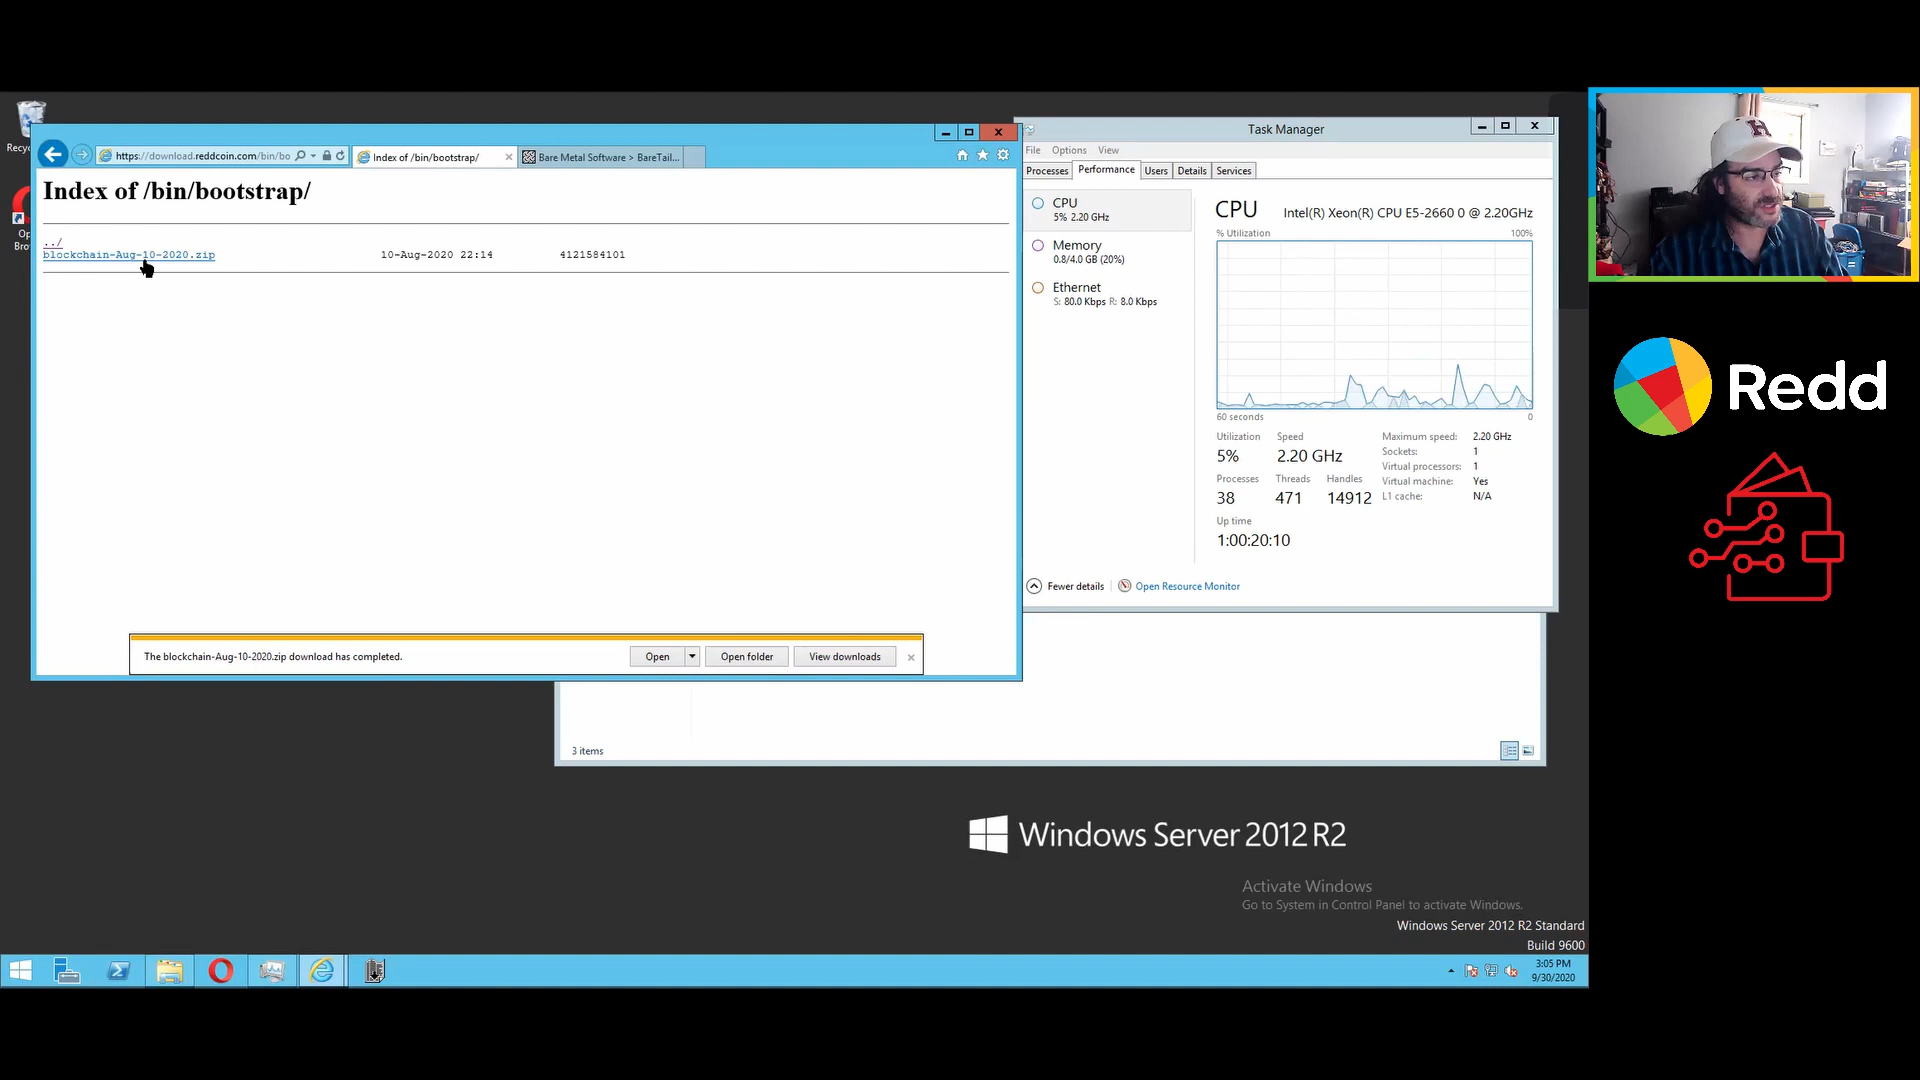 Recyc
Op
Bro
https://download.reddcoin.com/bin/bo
Index of /bin/bootstrap/
Bare Metal Software > BareTail...
Index of /bin/bootstrap/
../
blockchain-Aug-10-2020.zip 10-Aug-2020 22:14 4121584101
The blockchain-Aug-10-2020.zip download has completed.
Open
Open folder
View downloads
Task Manager
File Options View
Processes Performance Users Details Services
CPU
5% 2.20 GHz
Memory
0.8/4.0 GB (20%)
Ethernet
S: 80.0 Kbps R: 8.0 Kbps
CPU Intel(R) Xeon(R) CPU E5-2660 0 @ 2.20GHz
% Utilization 100%
60 seconds 0
Utilization Speed
5% 2.20 GHz
Processes Threads Handles
38 471 14912
Up time
1:00:20:10
Maximum speed: 2.20 GHz
Sockets: 1
Virtual processors: 1
Virtual machine: Yes
L1 cache: N/A
Fewer details
Open Resource Monitor
3 items
Windows Server 2012 R2
Activate Windows
Go to System in Control Panel to activate Windows.
Windows Server 2012 R2 Standard
Build 9600
3:05 PM
9/30/2020
H
Redd